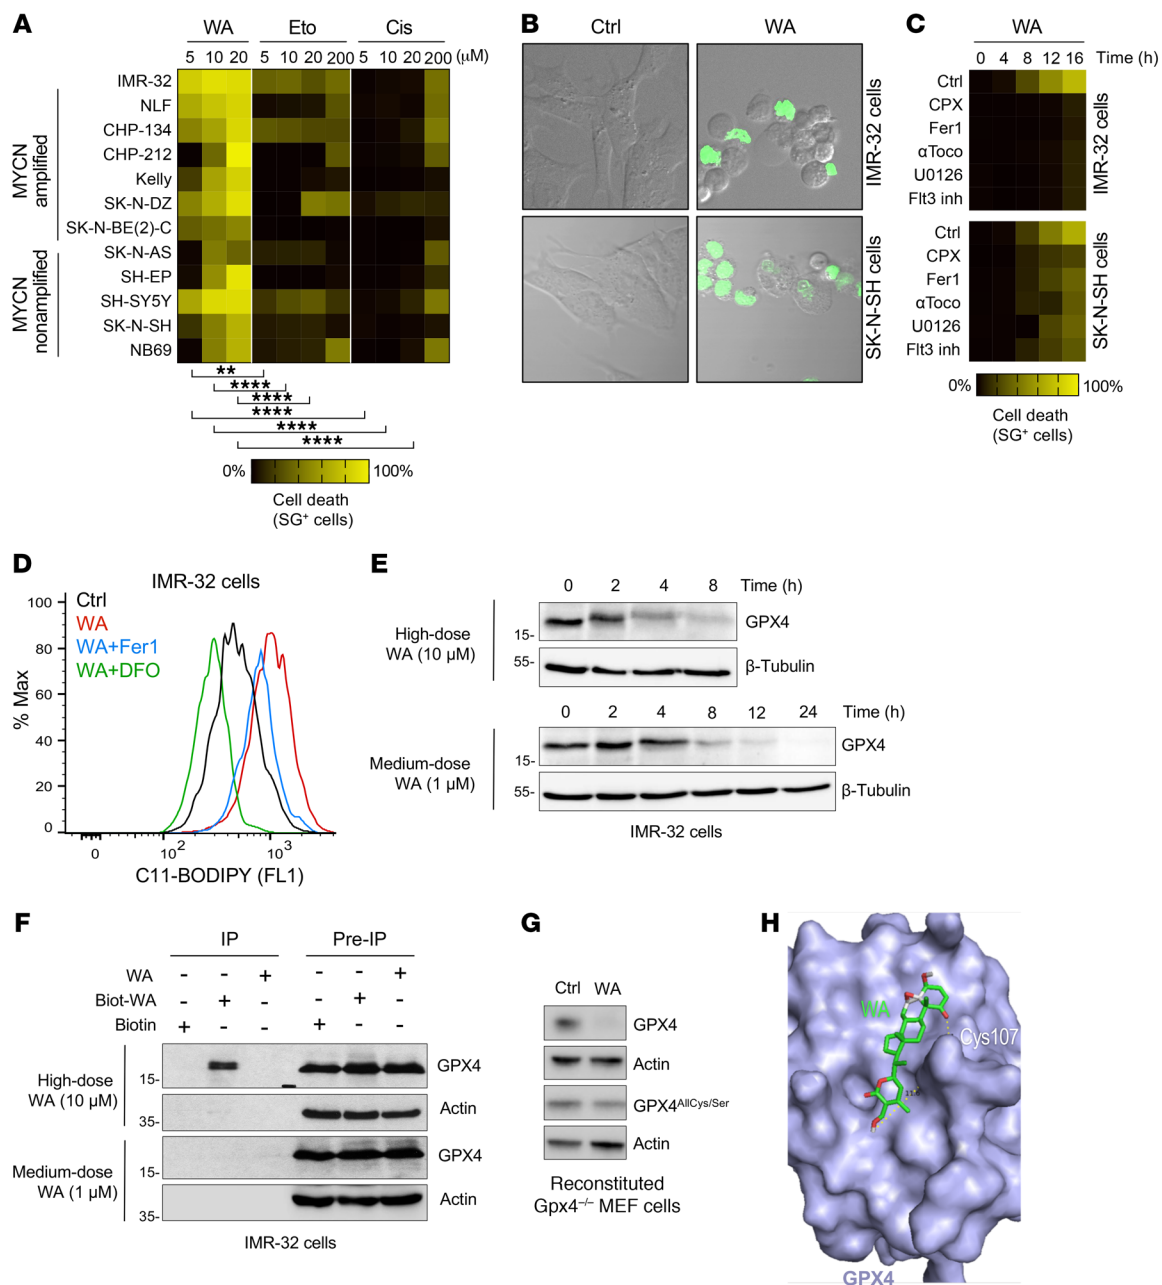 A
WA Eto Cis
5 10 20 5 10 20 200 5 10 20 200 (μM)
IMR-32
NLF
CHP-134
CHP-212
Kelly
SK-N-DZ
SK-N-BE(2)-C
SK-N-AS
SH-EP
SH-SY5Y
SK-N-SH
NB69
MYCN
amplified
MYCN
nonamplified
**
****
****
****
****
****
0% 100%
Cell death
(SG⁺ cells)
B
Ctrl WA
IMR-32 cells
SK-N-SH cells
C
WA
0 4 8 12 16 Time (h)
Ctrl
CPX
Fer1
αToco
U0126
Flt3 inh
IMR-32 cells
Ctrl
CPX
Fer1
αToco
U0126
Flt3 inh
SK-N-SH cells
0% 100%
Cell death
(SG⁺ cells)
D
IMR-32 cells
Ctrl
WA
WA+Fer1
WA+DFO
% Max
100
80
60
40
20
0
0 10² 10³
C11-BODIPY (FL1)
E
0 2 4 8 Time (h)
High-dose
WA (10 μM)
15-
GPX4
55-
β-Tubulin
0 2 4 8 12 24 Time (h)
Medium-dose
WA (1 μM)
15-
GPX4
55-
β-Tubulin
IMR-32 cells
F
IP Pre-IP
WA - - + - - +
Biot-WA - + - - + -
Biotin + - - + - -
High-dose
WA (10 μM)
15-
GPX4
35-
Actin
Medium-dose
WA (1 μM)
15-
GPX4
35-
Actin
IMR-32 cells
G
Ctrl WA
GPX4
Actin
GPX4ᴬˡˡᶜʸˢ/ˢᵉʳ
Actin
Reconstituted
Gpx4⁻/⁻ MEF cells
H
WA
Cys107
GPX4